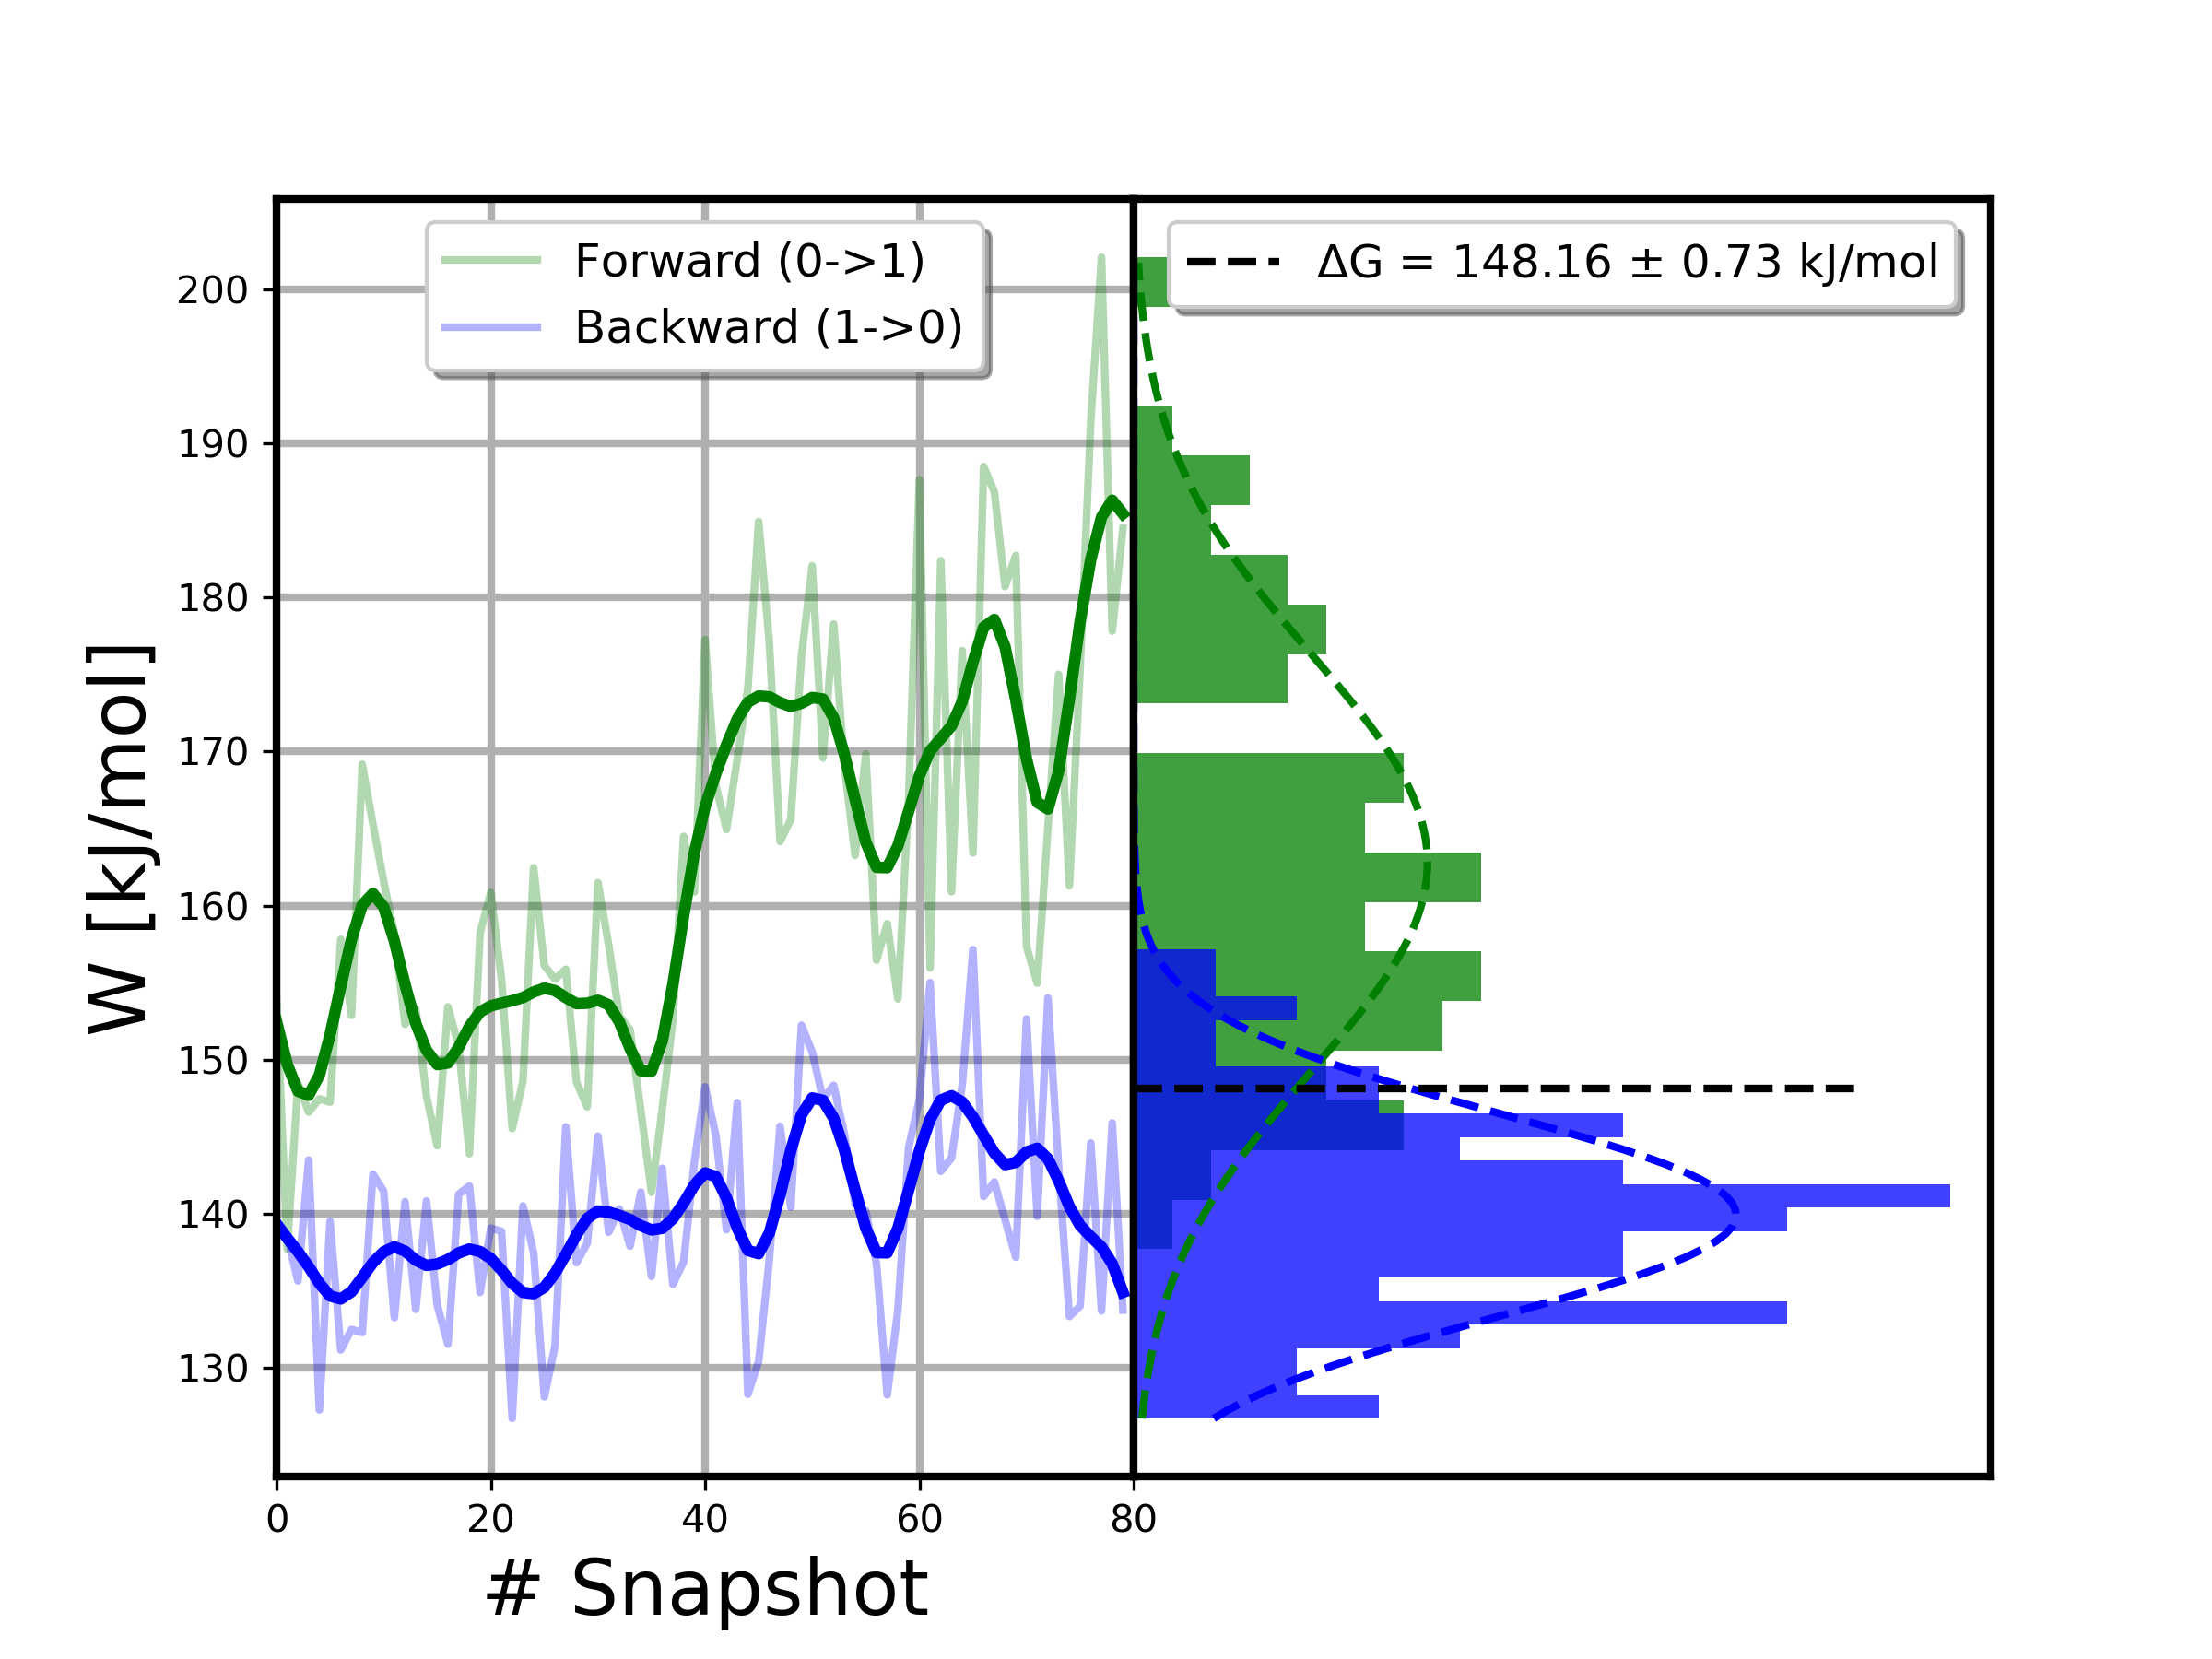 Forward (0->1)
Backward (1->0)
ΔG = 148.16 ± 0.73 kJ/mol
W [kJ/mol]
200
190
180
170
160
150
140
130
0
20
40
60
80
# Snapshot